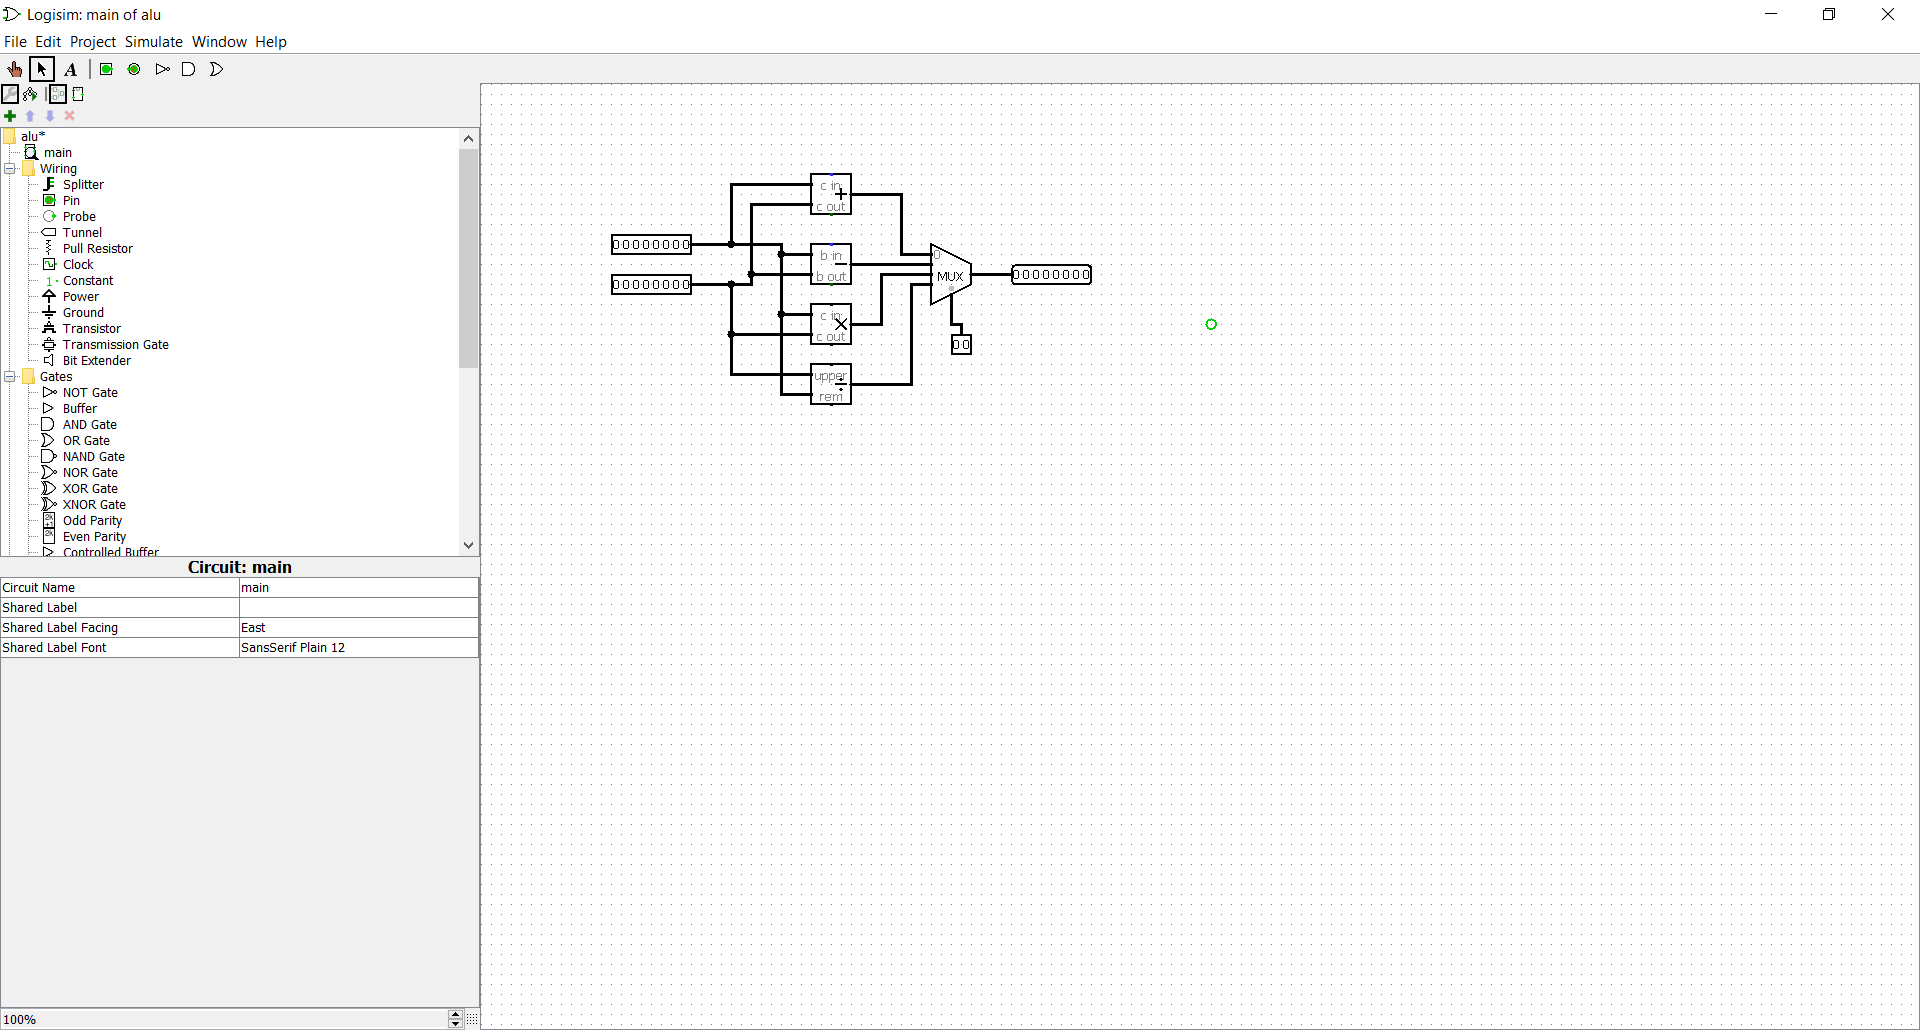 Logisim: main of alu
File Edit Project Simulate Window Help
A
alu*
main
Wiring
Splitter
Pin
Probe
Tunnel
Pull Resistor
Clock
1 Constant
Power
Ground
Transistor
Transmission Gate
Bit Extender
Gates
NOT Gate
Buffer
AND Gate
OR Gate
NAND Gate
NOR Gate
XOR Gate
XNOR Gate
2k+1 Odd Parity
2k Even Parity
Controlled Buffer
Circuit: main
Circuit Name main
Shared Label
Shared Label Facing East
Shared Label Font SansSerif Plain 12
100%
c in
+
c out
00000000
b in
−
b out
00000000
c in
×
c out
upper
÷
rem
0
MUX
00000000
00